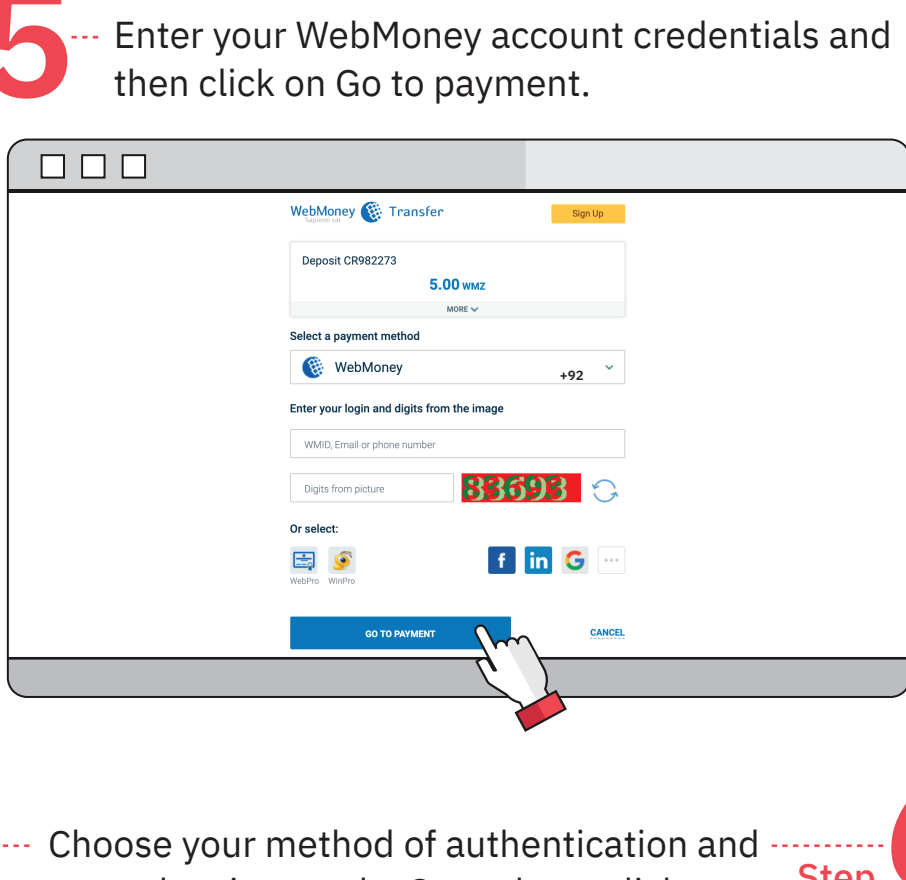 5
Enter your WebMoney account credentials and
then click on Go to payment.
WebMoney Transfer
Sapienti sat
Sign Up
Deposit CR982273
5.00 WMZ
MORE
Select a payment method
WebMoney +92
Enter your login and digits from the image
WMID, Email or phone number
Digits from picture 83693
Or select:
f in G ...
WebPro WinPro
GO TO PAYMENT CANCEL
Choose your method of authentication and
Step